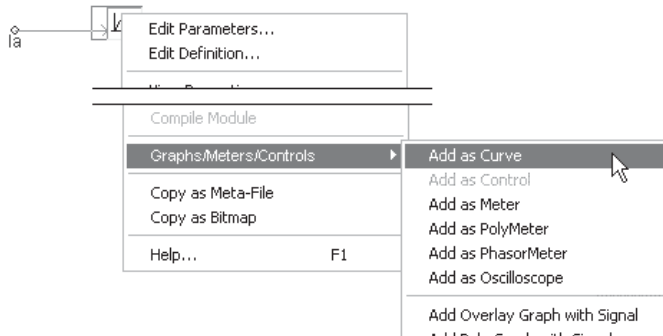 Ia
Edit Parameters...
Edit Definition...
Compile Module
Graphs/Meters/Controls
Copy as Meta-File
Copy as Bitmap
Help... F1
Add as Curve
Add as Control
Add as Meter
Add as PolyMeter
Add as PhasorMeter
Add as Oscilloscope
Add Overlay Graph with Signal